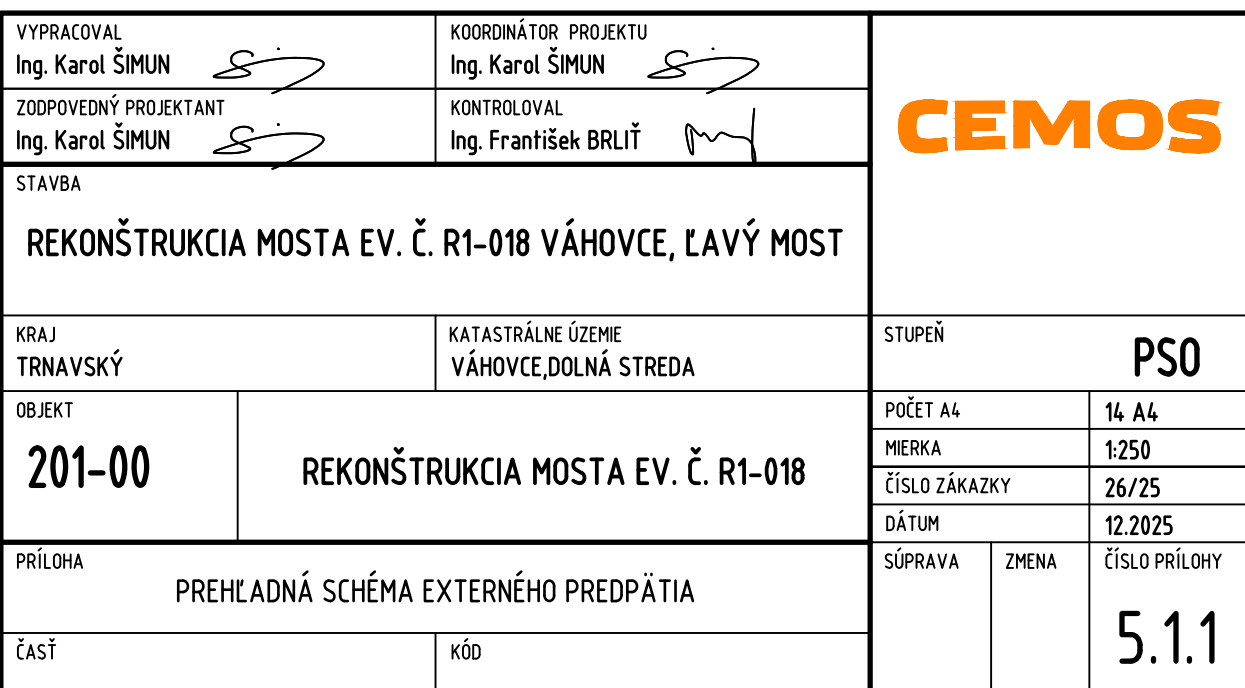 VYPRACOVAL
Ing. Karol ŠIMUN
KOORDINÁTOR PROJEKTU
Ing. Karol ŠIMUN
ZODPOVEDNÝ PROJEKTANT
Ing. Karol ŠIMUN
KONTROLOVAL
Ing. František BRLIŤ
CEMOS
STAVBA
REKONŠTRUKCIA MOSTA EV. Č. R1-018 VÁHOVCE, ĽAVÝ MOST
KRAJ
TRNAVSKÝ
KATASTRÁLNE ÚZEMIE
VÁHOVCE,DOLNÁ STREDA
STUPEŇ
PSO
OBJEKT
201-00
REKONŠTRUKCIA MOSTA EV. Č. R1-018
POČET A4
14 A4
MIERKA
1:250
ČÍSLO ZÁKAZKY
26/25
DÁTUM
12.2025
PRÍLOHA
PREHĽADNÁ SCHÉMA EXTERNÉHO PREDPÄTIA
SÚPRAVA
ZMENA
ČÍSLO PRÍLOHY
5.1.1
ČASŤ
KÓD